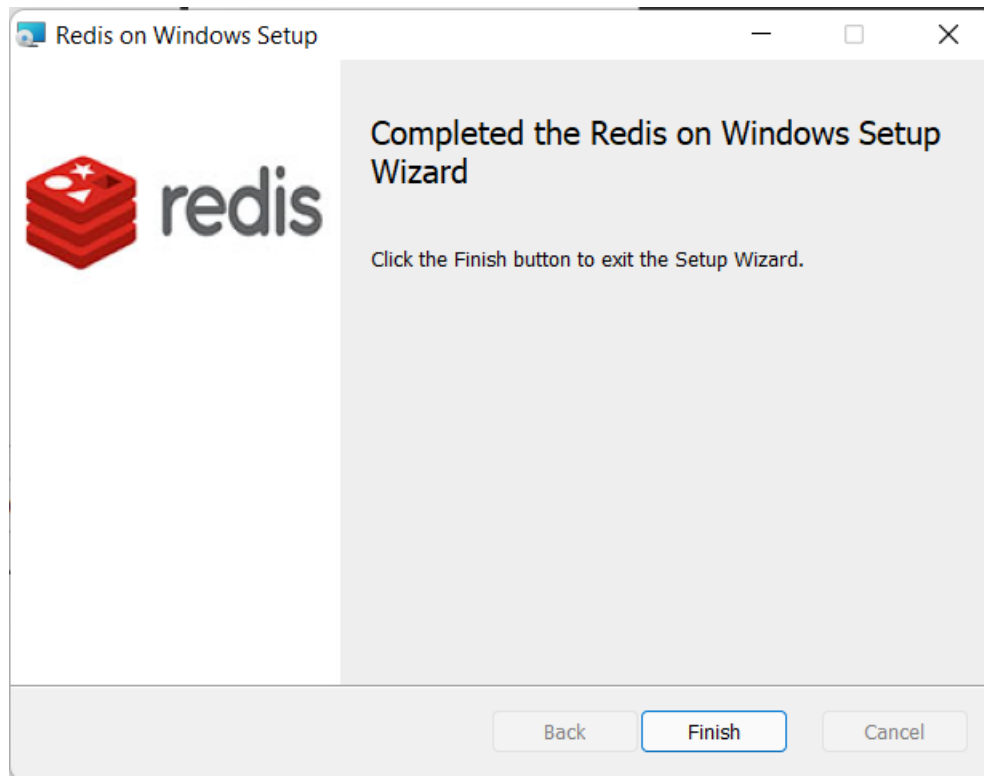 Redis on Windows Setup
redis
Completed the Redis on Windows Setup
Wizard
Click the Finish button to exit the Setup Wizard.
Back
Finish
Cancel